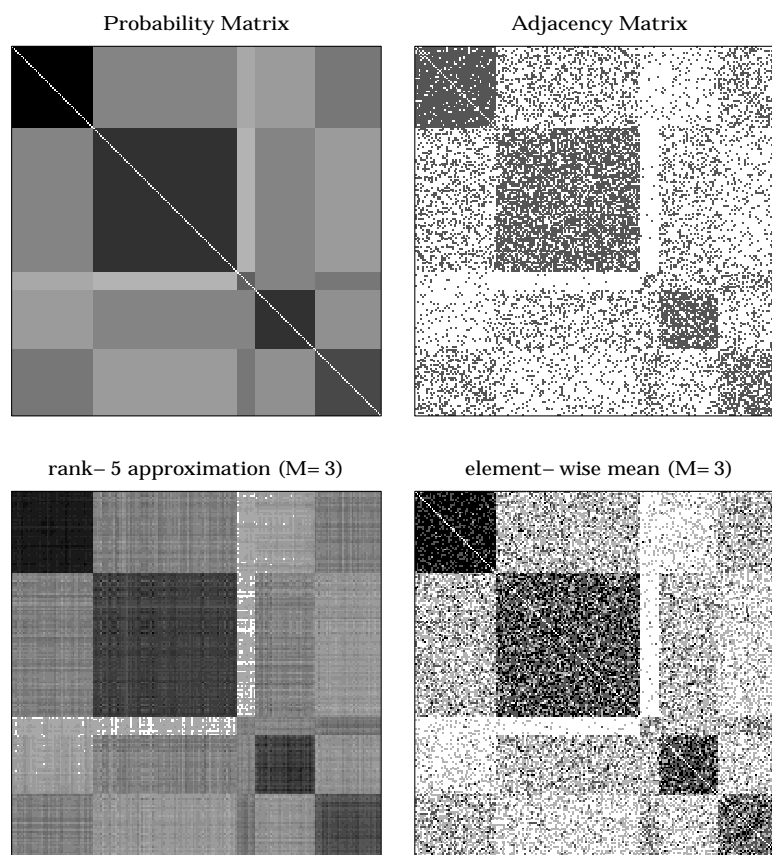 Probability Matrix
Adjacency Matrix
rank−5 approximation (M=3)
element−wise mean (M=3)